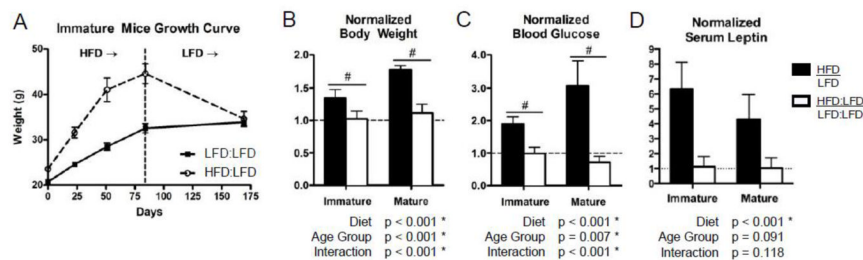 A
Immature Mice Growth Curve
HFD → LFD →
Weight (g)
50
40
30
20
0 25 50 75 100 125 150 175
Days
LFD:LFD
HFD:LFD
B
Normalized
Body Weight
2.0
1.5
1.0
0.5
0.0
# #
Immature Mature
Diet p < 0.001 *
Age Group p < 0.001 *
Interaction p < 0.001 *
C
Normalized
Blood Glucose
4.0
3.0
2.0
1.0
0.0
# #
Immature Mature
p < 0.001 *
p = 0.007 *
p < 0.001 *
D
Normalized
Serum Leptin
8
7
6
5
4
3
2
1
0
HFD
LFD
HFD:LFD
LFD:LFD
Immature Mature
Diet p < 0.001 *
Age Group p = 0.091
Interaction p = 0.118